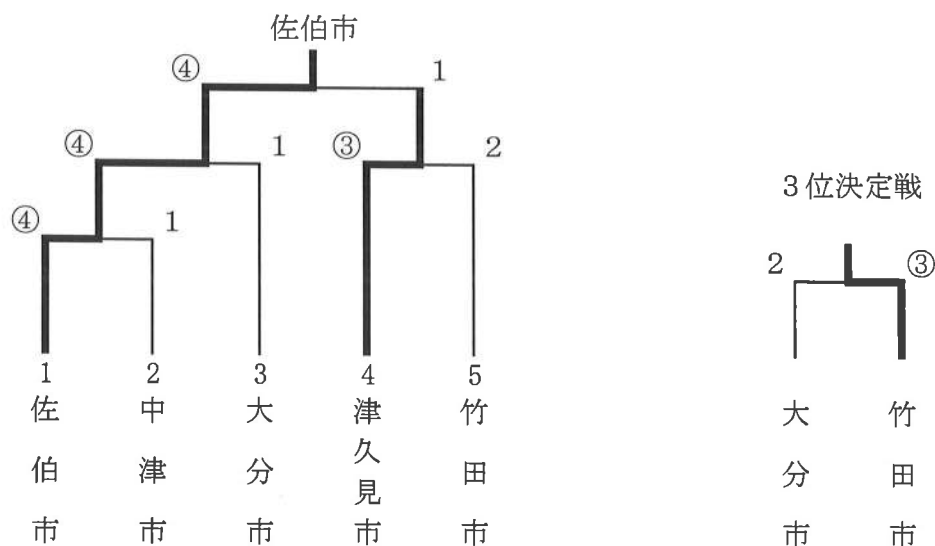 佐伯市
④ 1
④ 1 ③ 2
④ 1
1 2 3 4 5
佐伯市
中津市
大分市
津久見市
竹田市
3位決定戦
2 ③
大分市
竹田市